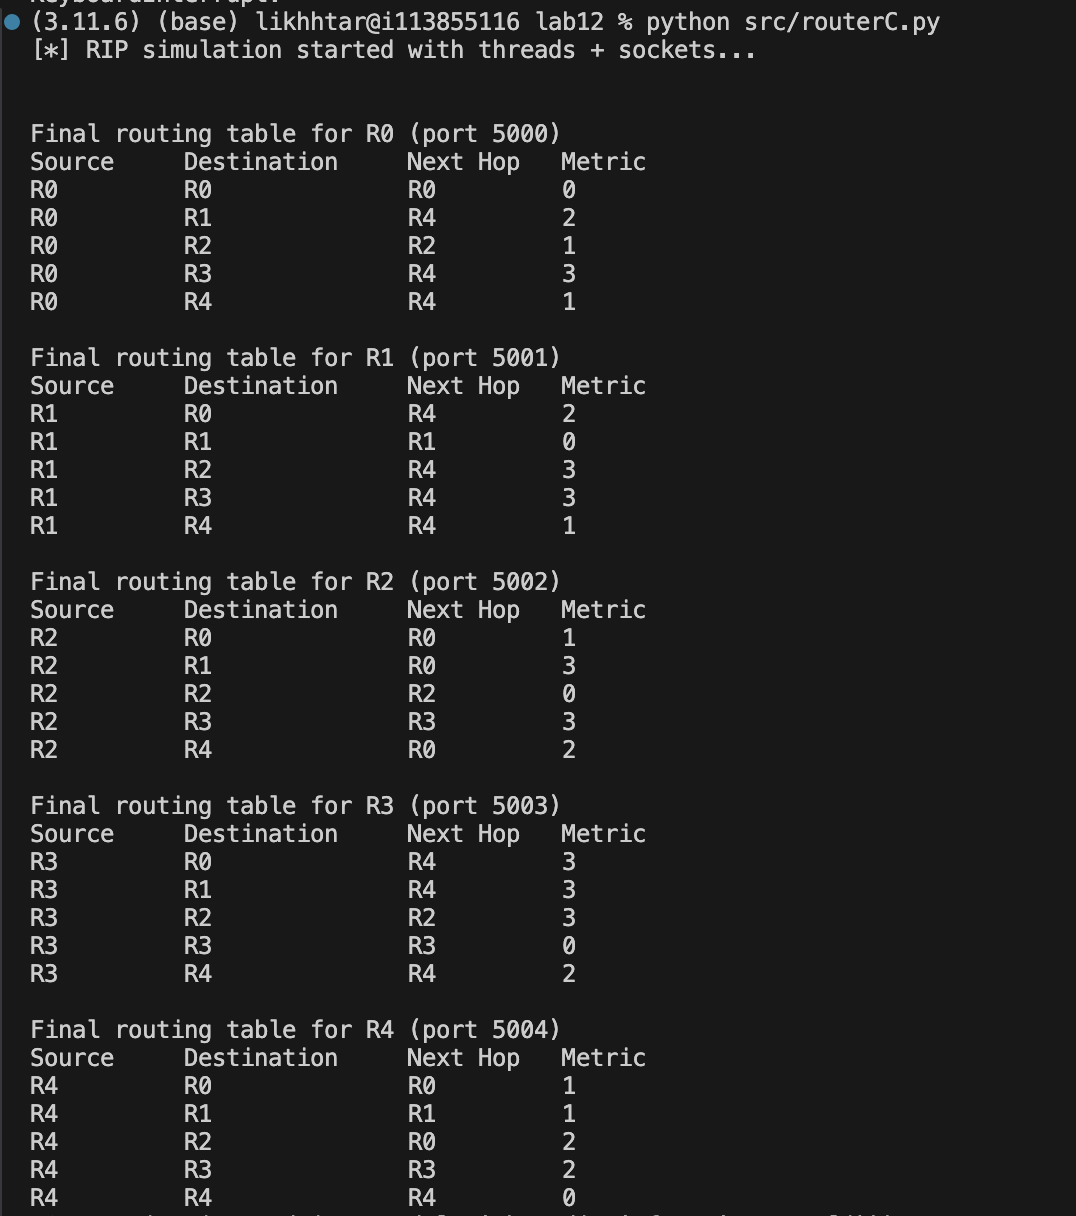 (3.11.6) (base) likhhtar@i113855116 lab12 % python src/routerC.py
[*] RIP simulation started with threads + sockets...
Final routing table for R0 (port 5000)
Source Destination Next Hop Metric
R0 R0 R0 0
R0 R1 R4 2
R0 R2 R2 1
R0 R3 R4 3
R0 R4 R4 1
Final routing table for R1 (port 5001)
Source Destination Next Hop Metric
R1 R0 R4 2
R1 R1 R1 0
R1 R2 R4 3
R1 R3 R4 3
R1 R4 R4 1
Final routing table for R2 (port 5002)
Source Destination Next Hop Metric
R2 R0 R0 1
R2 R1 R0 3
R2 R2 R2 0
R2 R3 R3 3
R2 R4 R0 2
Final routing table for R3 (port 5003)
Source Destination Next Hop Metric
R3 R0 R4 3
R3 R1 R4 3
R3 R2 R2 3
R3 R3 R3 0
R3 R4 R4 2
Final routing table for R4 (port 5004)
Source Destination Next Hop Metric
R4 R0 R0 1
R4 R1 R1 1
R4 R2 R0 2
R4 R3 R3 2
R4 R4 R4 0